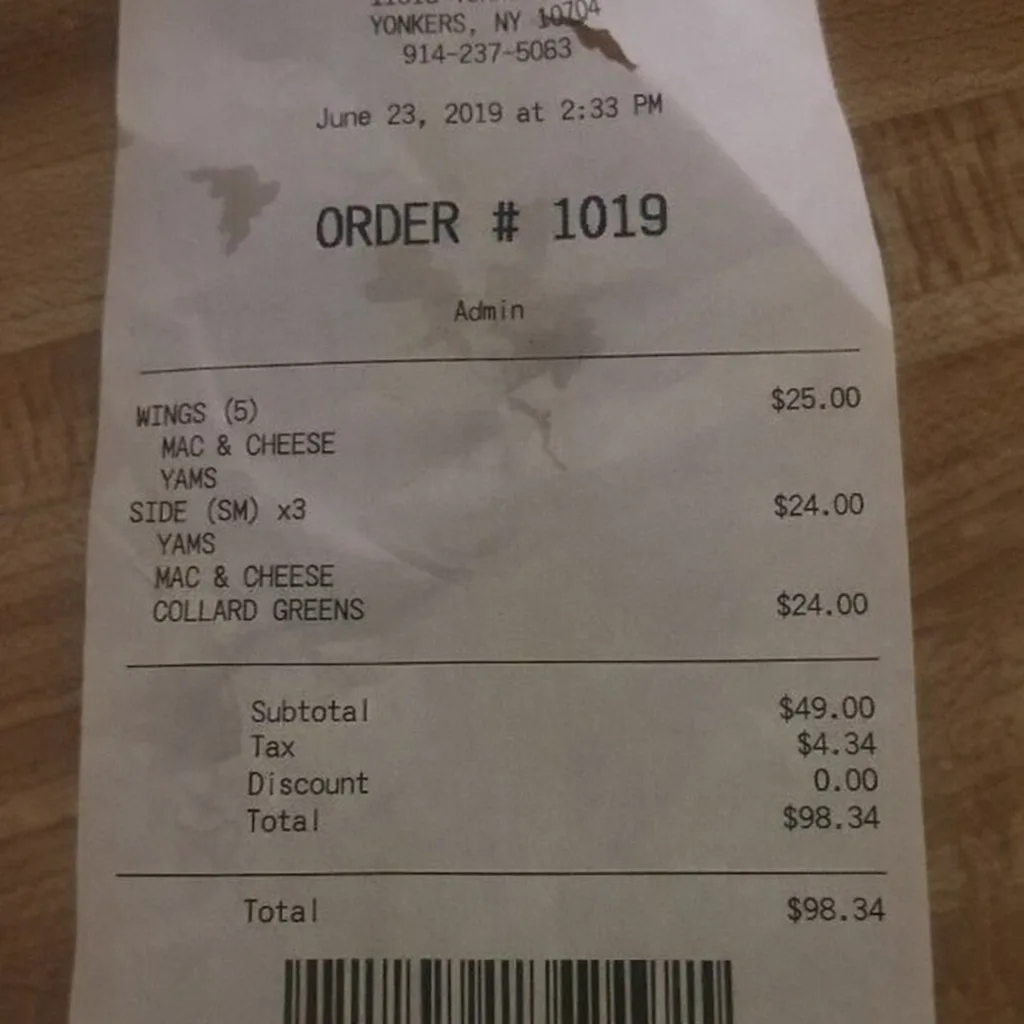 YONKERS, NY 10704
914-237-5063
June 23, 2019 at 2:33 PM
ORDER # 1019
Admin
WINGS (5) $25.00
MAC & CHEESE
YAMS
SIDE (SM) x3 $24.00
YAMS
MAC & CHEESE
COLLARD GREENS $24.00
Subtotal $49.00
Tax $4.34
Discount 0.00
Total $98.34
Total $98.34